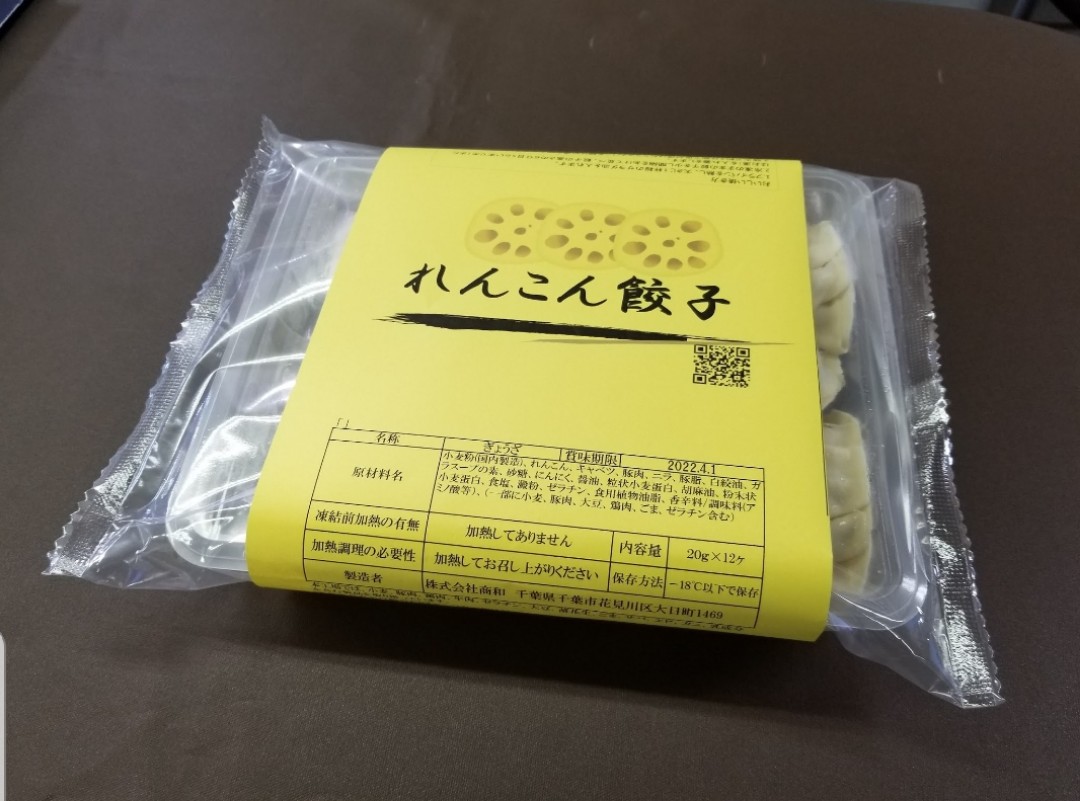 おいしい焼き方
れんこん餃子
「」
名称 ぎょうざ 賞味期限 2022.4.1
原材料名
小麦粉(国内製造)、れんこん、キャベツ、豚肉、ニラ、豚脂、白絞油、ガ
ラスープの素、砂糖、にんにく、醤油、粒状小麦蛋白、胡麻油、粉末状
小麦蛋白、食塩、澱粉、ゼラチン、食用植物油脂、香辛料/調味料(ア
ミノ酸等)、(一部に小麦、豚肉、大豆、鶏肉、ごま、ゼラチン含む)
凍結前加熱の有無 加熱してありません 内容量 20g×12ヶ
加熱調理の必要性 加熱してお召し上がりください 保存方法 -18℃以下で保存
製造者 株式会社商和 千葉県千葉市花見川区大日町1469